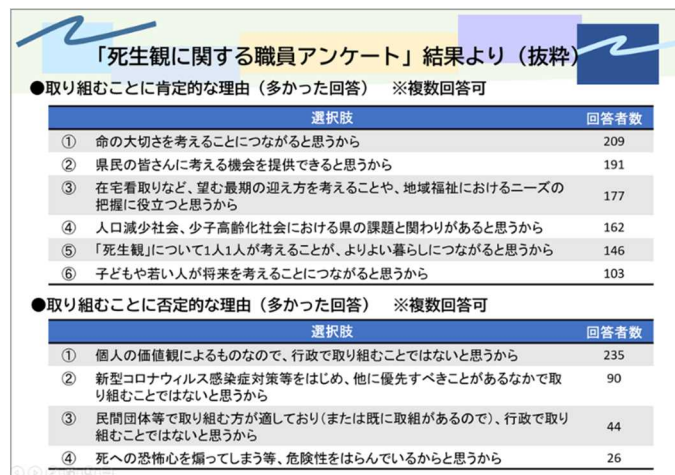 「死生観に関する職員アンケート」結果より（抜粋）
●取り組むことに肯定的な理由（多かった回答）　※複数回答可
選択肢 回答者数
① 命の大切さを考えることにつながると思うから 209
② 県民の皆さんに考える機会を提供できると思うから 191
③ 在宅看取りなど、望む最期の迎え方を考えることや、地域福祉におけるニーズの
把握に役立つと思うから 177
④ 人口減少社会、少子高齢化社会における県の課題と関わりがあると思うから 162
⑤ 「死生観」について1人1人が考えることが、よりよい暮らしにつながると思うから 146
⑥ 子どもや若い人が将来を考えることにつながると思うから 103
●取り組むことに否定的な理由（多かった回答）　※複数回答可
選択肢 回答者数
① 個人の価値観によるものなので、行政で取り組むことではないと思うから 235
② 新型コロナウィルス感染症対策等をはじめ、他に優先すべきことがあるなかで取
り組むことではないと思うから 90
③ 民間団体等で取り組む方が適しており（または既に取組があるので）、行政で取り
組むことではないと思うから 44
④ 死への恐怖心を煽ってしまう等、危険性をはらんでいるからと思うから 26